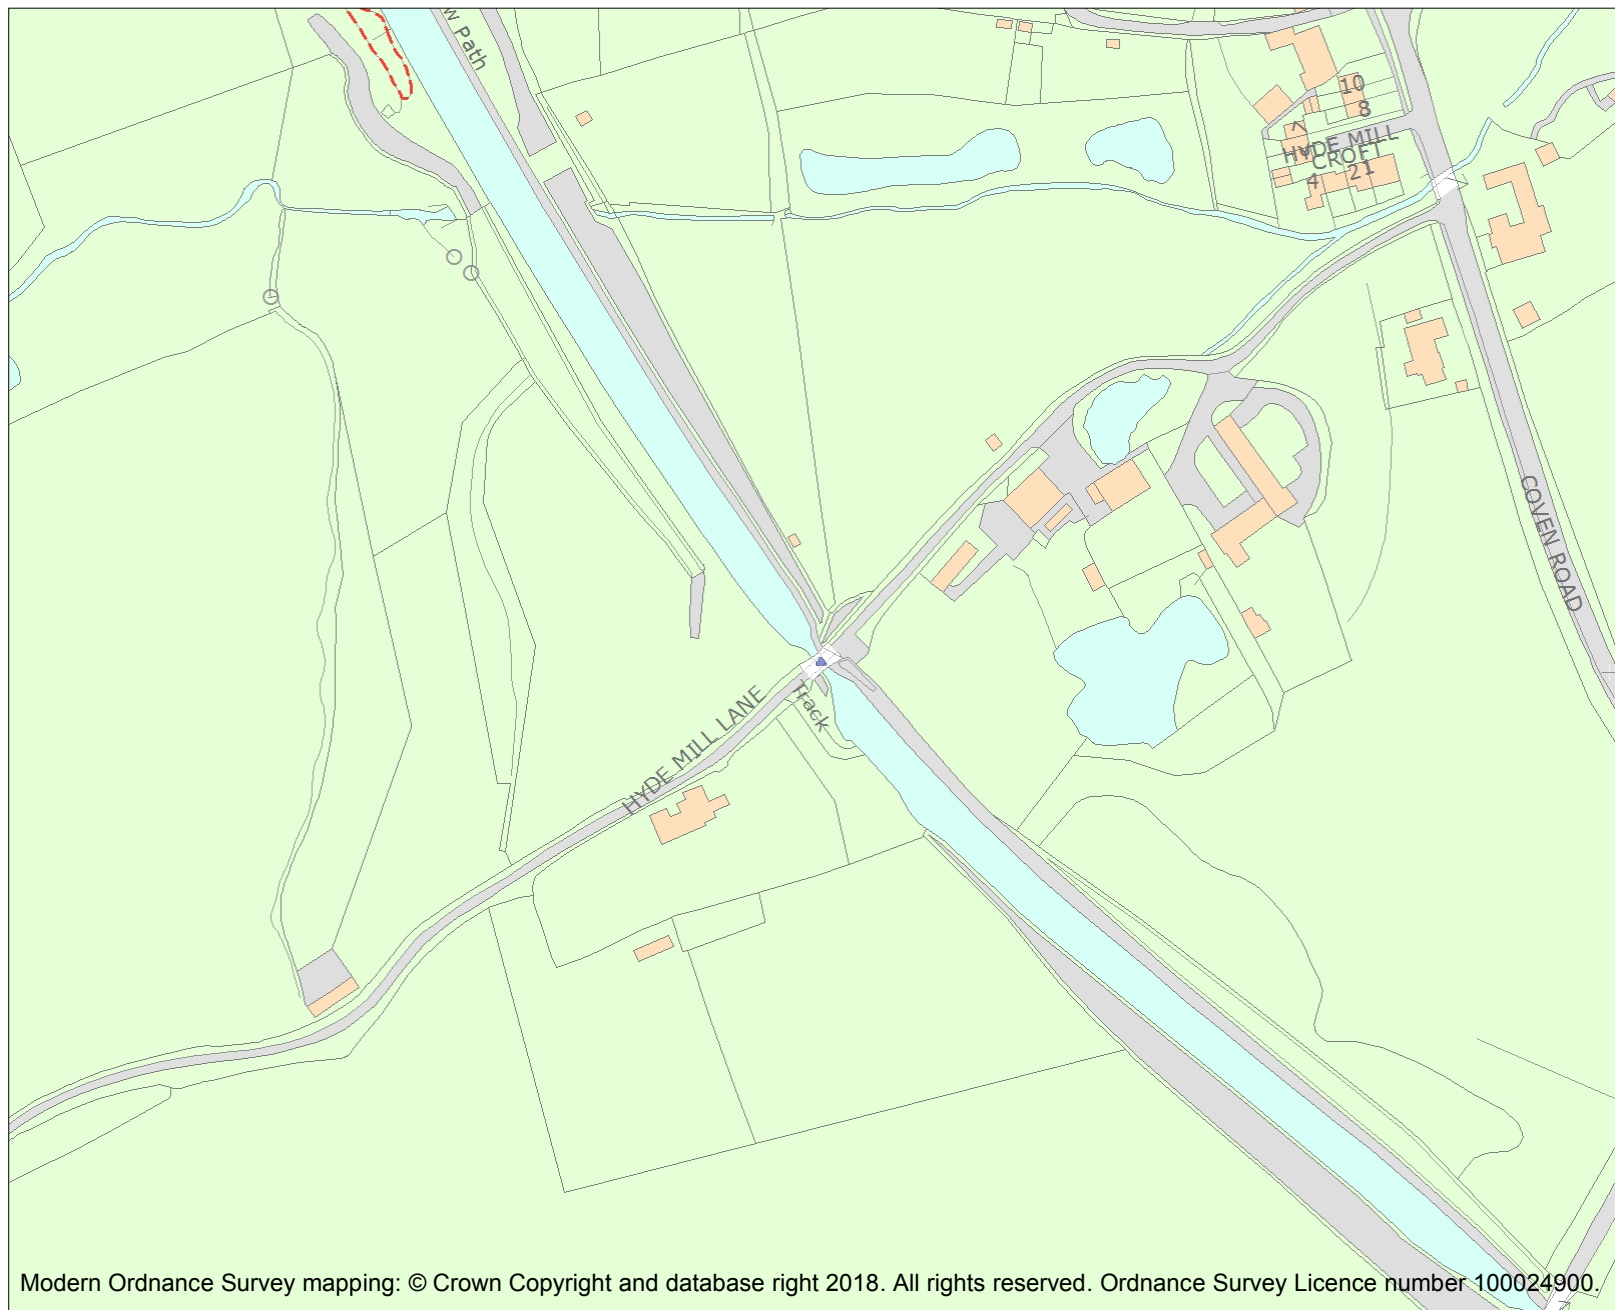 w Path
10
8
HYDE MILL
CROFT
4
21
COVEN ROAD
HYDE MILL LANE
Track
Modern Ordnance Survey mapping: © Crown Copyright and database right 2018. All rights reserved. Ordnance Survey Licence number 100024900.